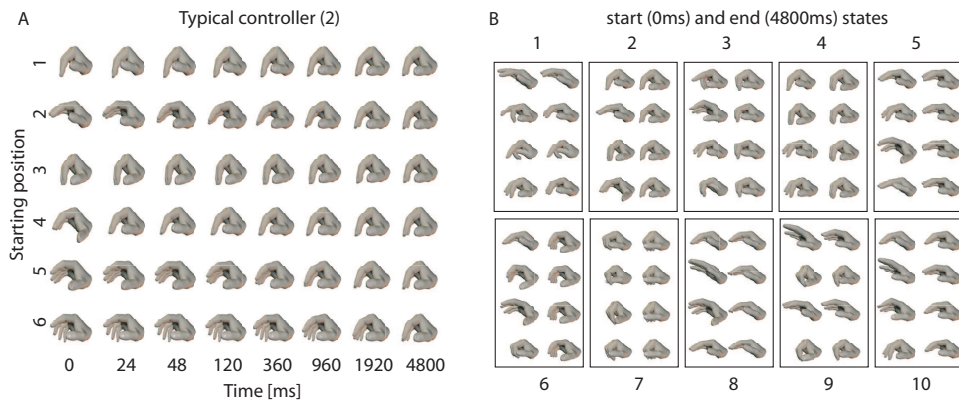 A
Typical controller (2)
Starting position
1
2
3
4
5
6
0 24 48 120 360 960 1920 4800
Time [ms]
B
start (0ms) and end (4800ms) states
1 2 3 4 5
6 7 8 9 10